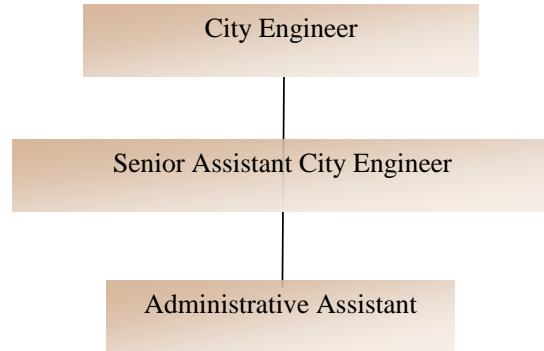 City Engineer
Senior Assistant City Engineer
Administrative Assistant